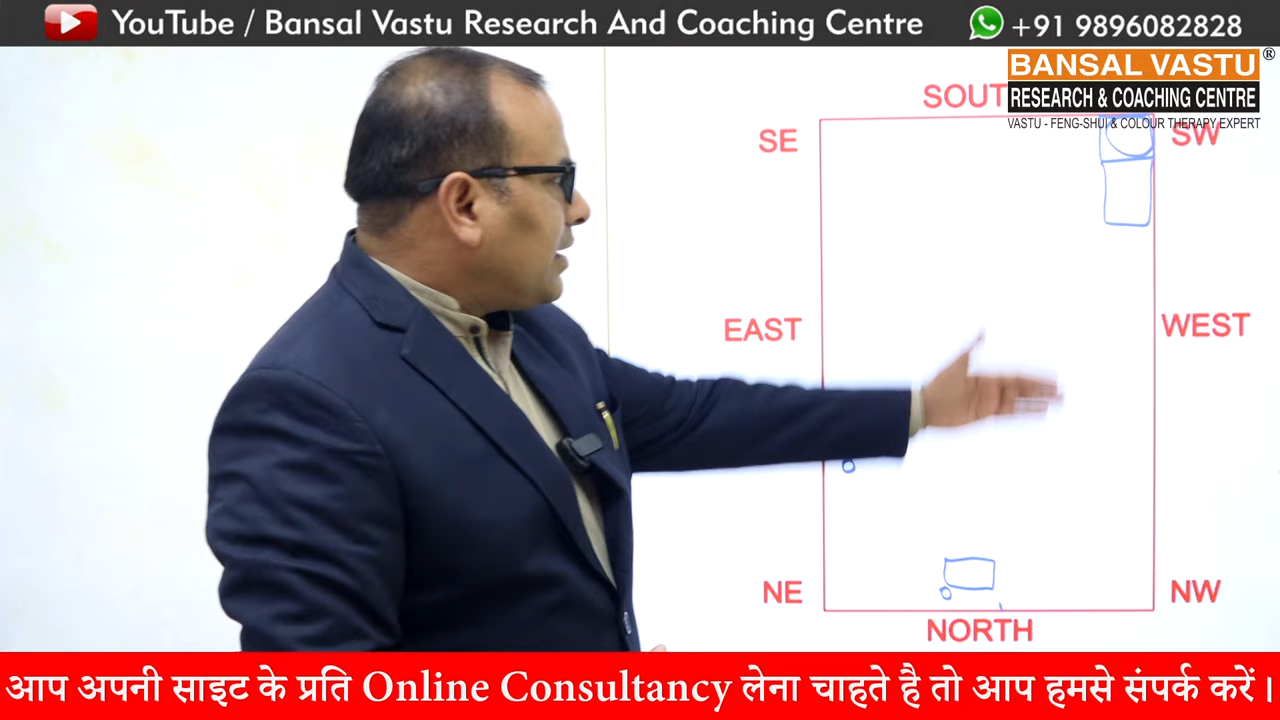 YouTube / Bansal Vastu Research And Coaching Centre
+91 9896082828
BANSAL VASTU ®
RESEARCH & COACHING CENTRE
VASTU - FENG-SHUI & COLOUR THERAPY EXPERT
SOUT
SE
SW
EAST
WEST
NE
NW
NORTH
आप अपनी साइट के प्रति Online Consultancy लेना चाहते है तो आप हमसे संपर्क करें।